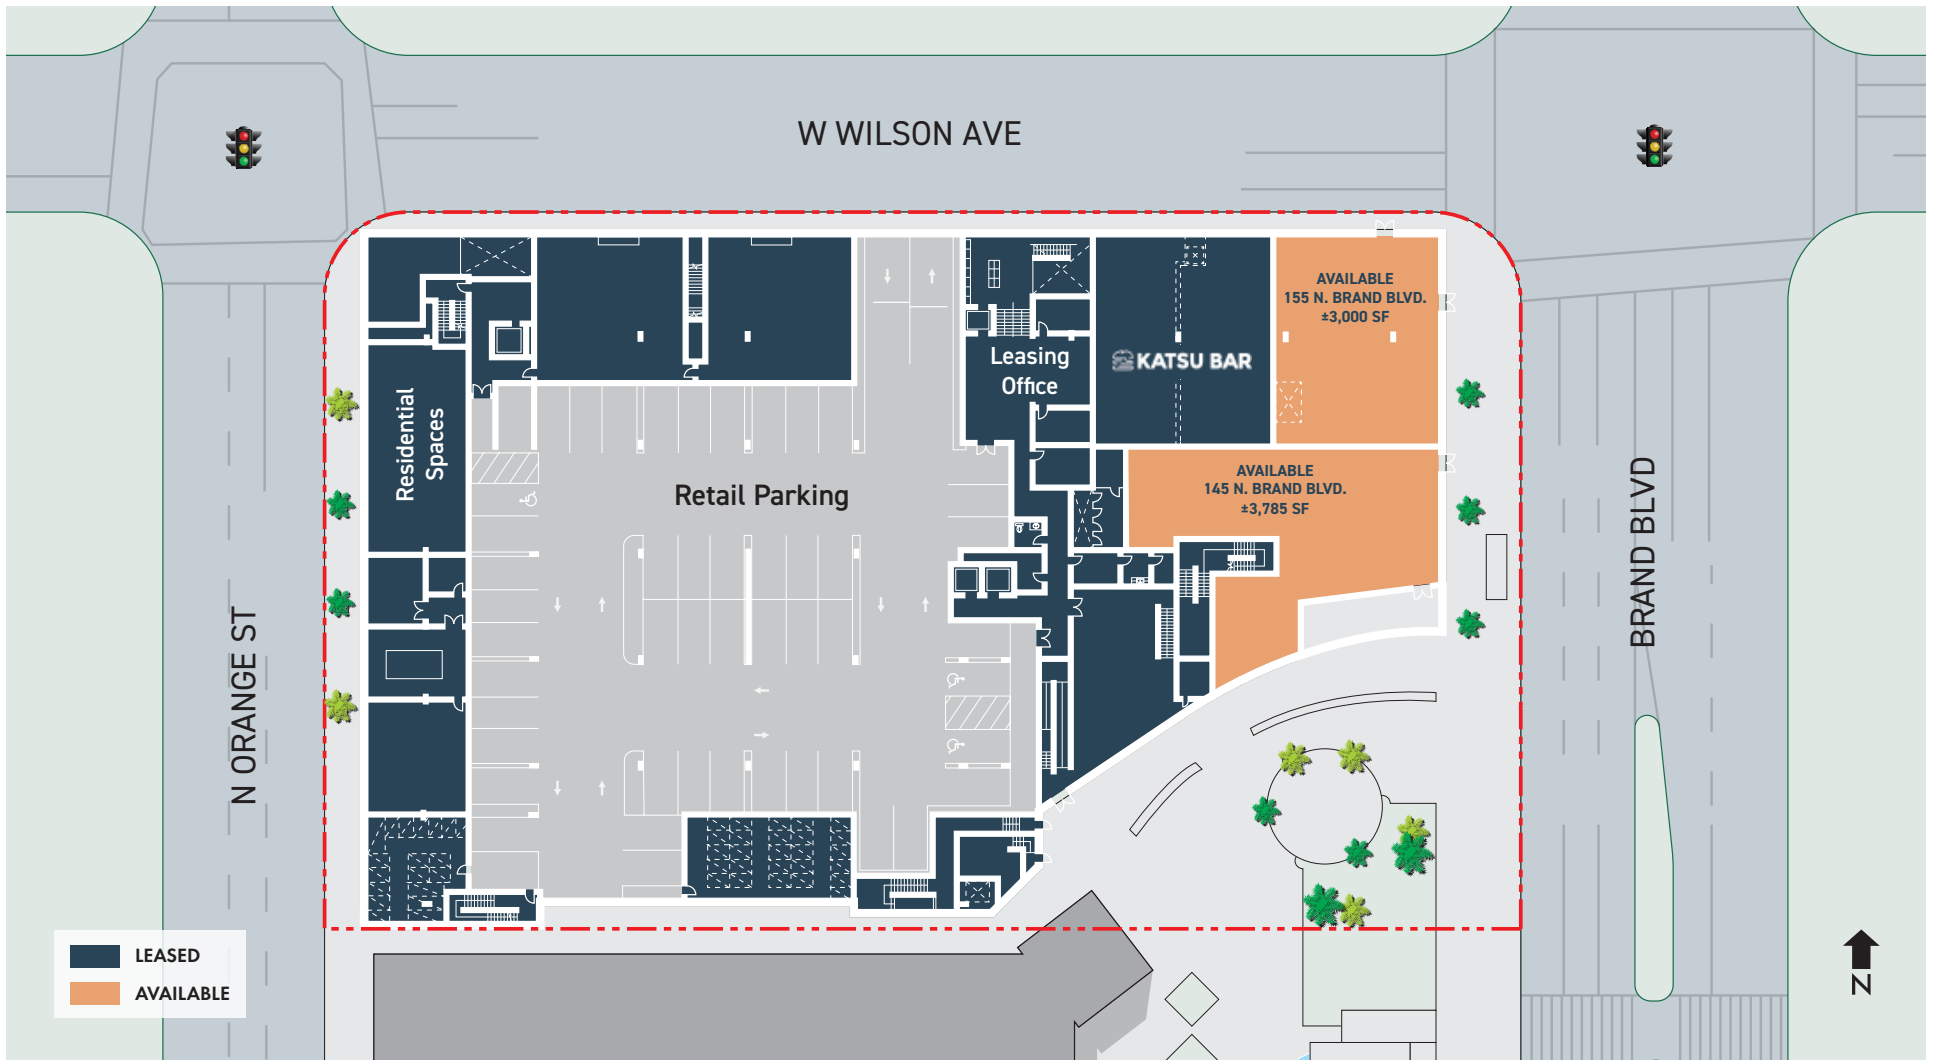 W WILSON AVE
AVAILABLE
155 N. BRAND BLVD.
±3,000 SF
Leasing
Office
KATSU BAR
Residential
Spaces
Retail Parking
AVAILABLE
145 N. BRAND BLVD.
±3,785 SF
N ORANGE ST
BRAND BLVD
LEASED
AVAILABLE
N